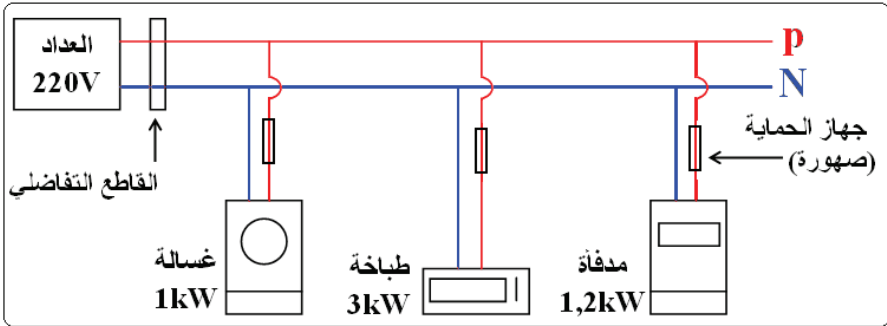 العداد
220V
p
N
القاطع التفاضلي
جهاز الحماية
(صهورة)
غسالة
1kW
طباخة
3kW
مدفأة
1,2kW